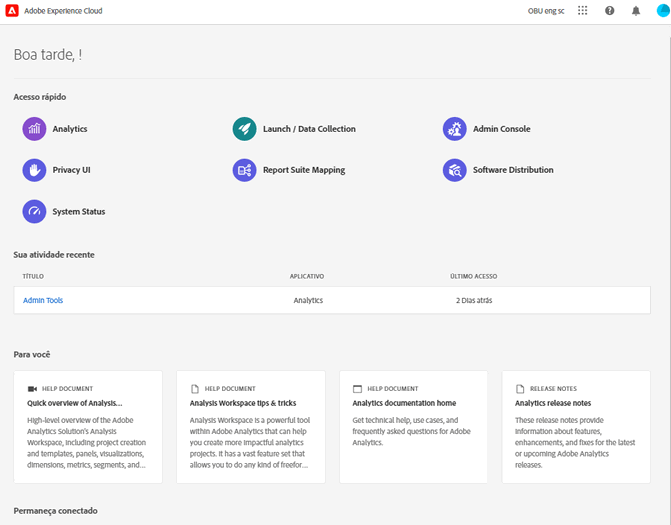 Adobe Experience Cloud
OBU eng sc
Boa tarde, !
Acesso rápido
Analytics
Launch / Data Collection
Admin Console
Privacy UI
Report Suite Mapping
Software Distribution
System Status
Sua atividade recente
TÍTULO
APLICATIVO
ÚLTIMO ACESSO
Admin Tools
Analytics
2 Dias atrás
Para você
HELP DOCUMENT
Quick overview of Analysis...
High-level overview of the Adobe
Analytics Solution's Analysis
Workspace, including project creation
and templates, panels, visualizations,
dimensions, metrics, segments, and...
HELP DOCUMENT
Analysis Workspace tips & tricks
Analysis Workspace is a powerful tool
within Adobe Analytics that can help
you create more impactful analytics
projects. It has a vast feature set that
allows you to do any kind of freefor...
HELP DOCUMENT
Analytics documentation home
Get technical help, use cases, and
frequently asked questions for Adobe
Analytics.
RELEASE NOTES
Analytics release notes
These release notes provide
information about features,
enhancements, and fixes for the latest
or upcoming Adobe Analytics
releases.
Permaneça conectado